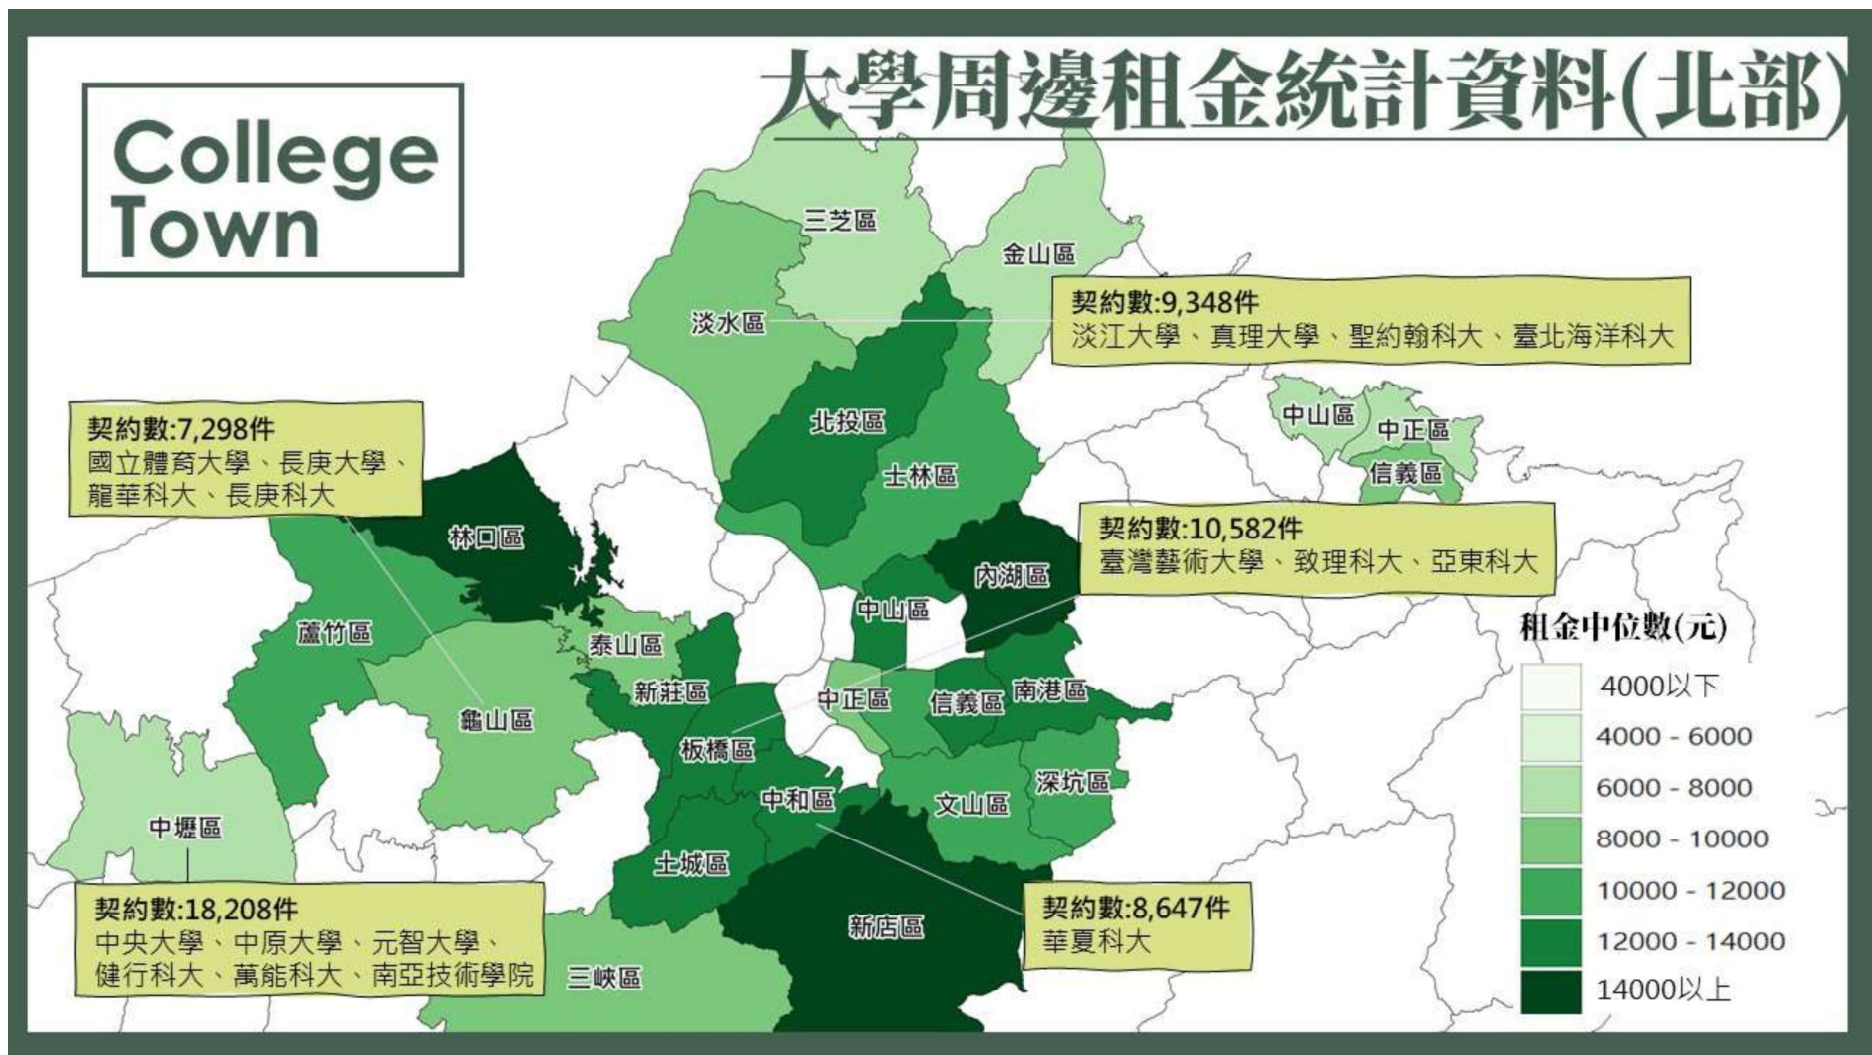 大學周邊租金統計資料(北部)
College
Town
三芝區
金山區
淡水區
契約數:9,348件
淡江大學、真理大學、聖約翰科大、臺北海洋科大
北投區
中山區
中正區
信義區
士林區
契約數:7,298件
國立體育大學、長庚大學、
龍華科大、長庚科大
林口區
契約數:10,582件
臺灣藝術大學、致理科大、亞東科大
內湖區
中山區
蘆竹區
泰山區
新莊區
中正區
信義區
南港區
龜山區
板橋區
中和區
文山區
深坑區
中壢區
土城區
契約數:18,208件
中央大學、中原大學、元智大學、
健行科大、萬能科大、南亞技術學院
三峽區
新店區
契約數:8,647件
華夏科大
租金中位數(元)
4000以下
4000 - 6000
6000 - 8000
8000 - 10000
10000 - 12000
12000 - 14000
14000以上